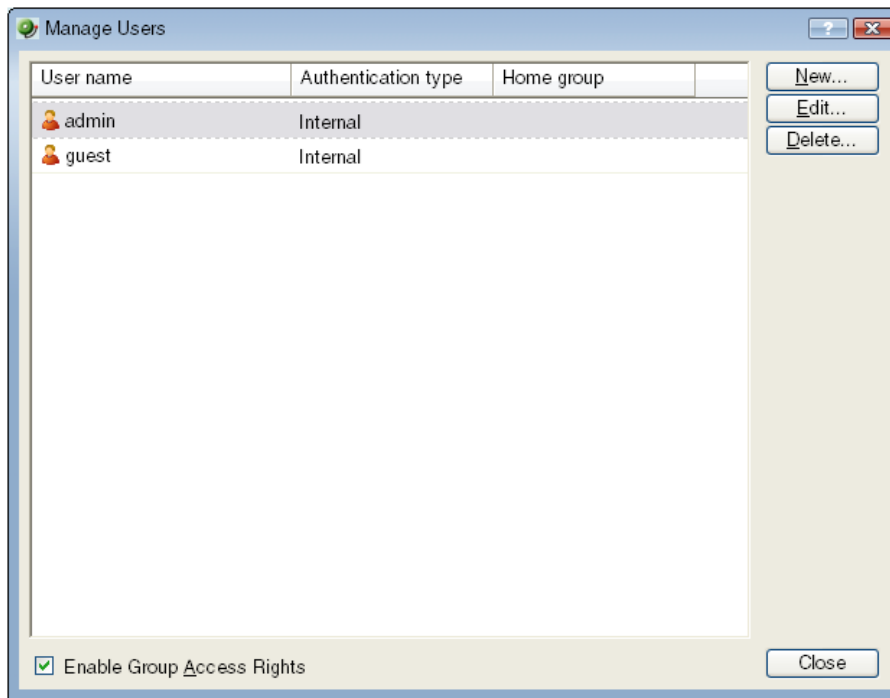 Manage Users
User name Authentication type Home group
admin Internal
guest Internal
New...
Edit...
Delete...
Enable Group Access Rights
Close